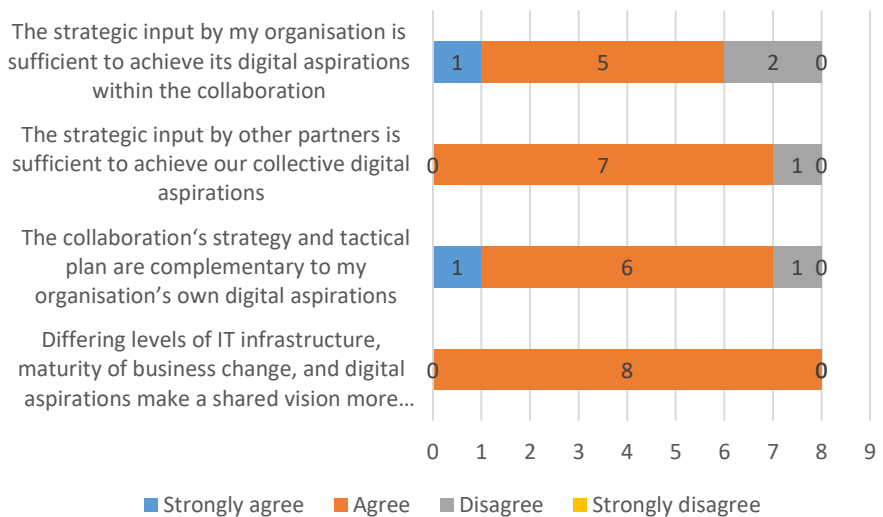 The strategic input by my organisation is
sufficient to achieve its digital aspirations
within the collaboration
1 5 2 0
The strategic input by other partners is
sufficient to achieve our collective digital
aspirations
0 7 1 0
The collaboration‘s strategy and tactical
plan are complementary to my
organisation’s own digital aspirations
1 6 1 0
Differing levels of IT infrastructure,
maturity of business change, and digital
aspirations make a shared vision more…
0 8 0 0
0 1 2 3 4 5 6 7 8 9
Strongly agree Agree Disagree Strongly disagree